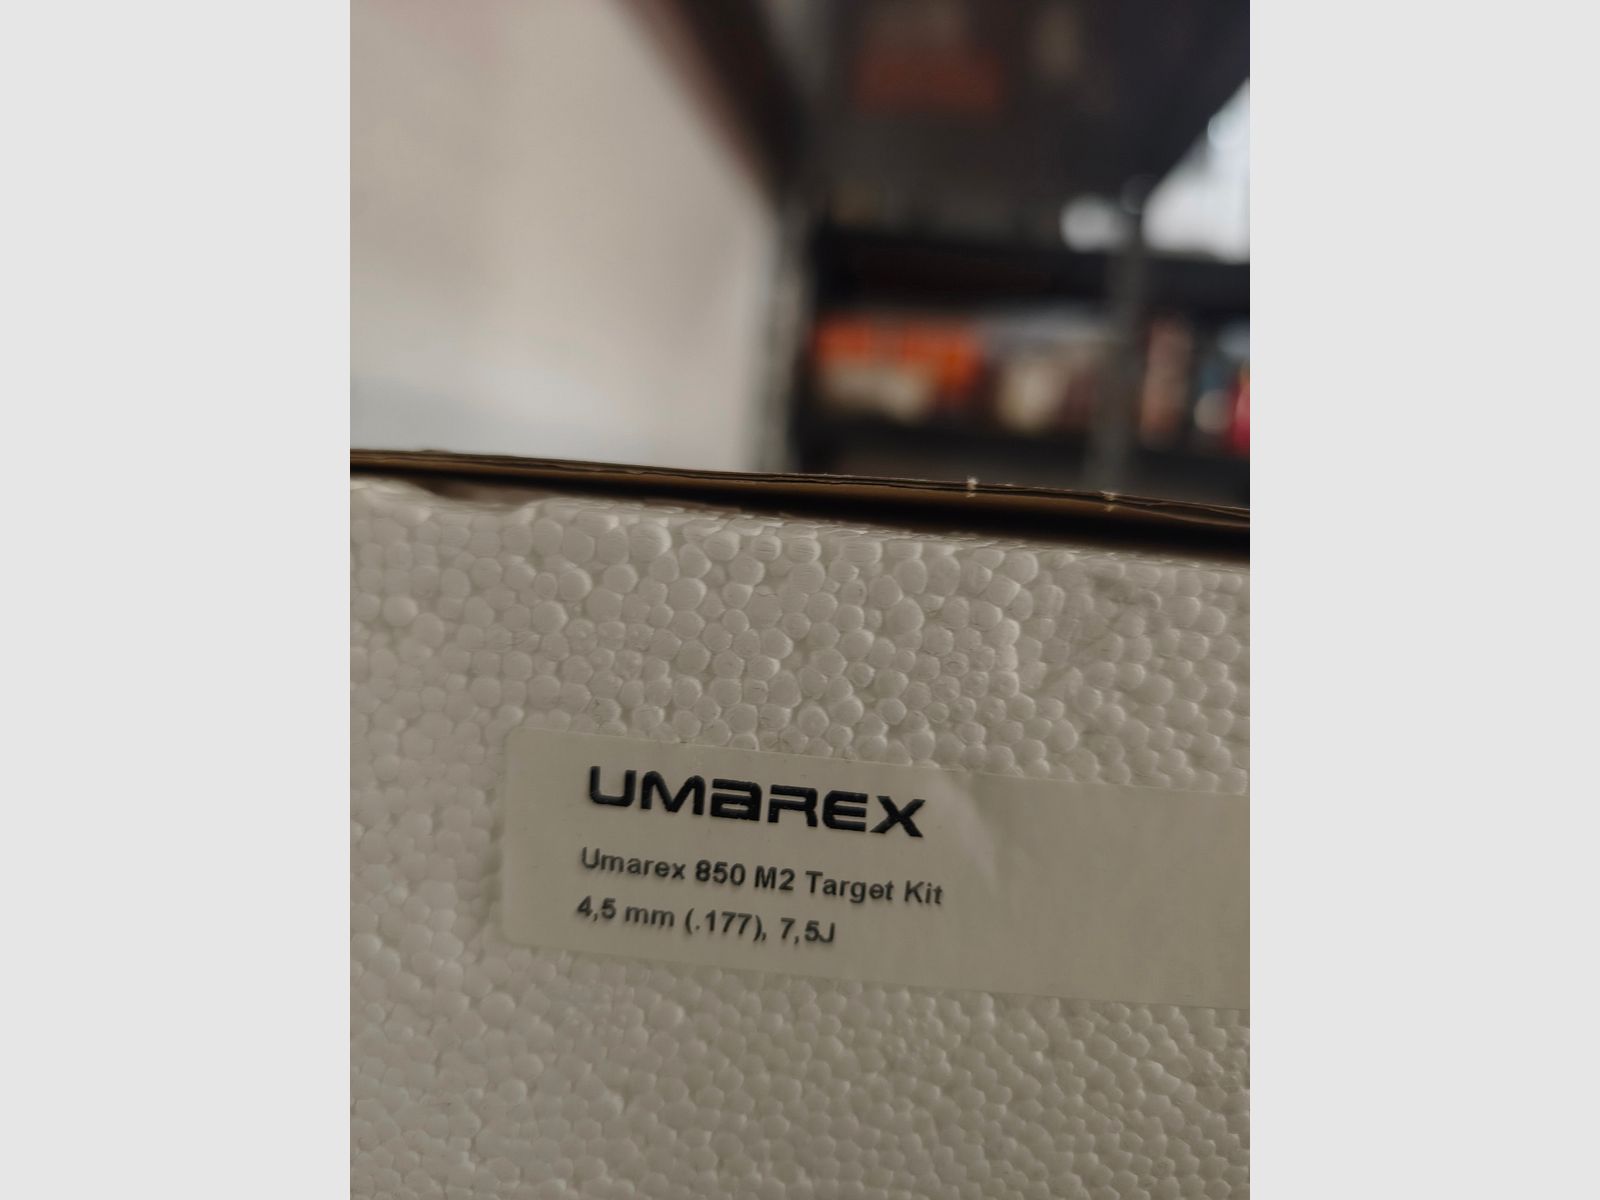 UMAREX
Umarex 850 M2 Target Kit
4,5 mm (.177), 7,5J